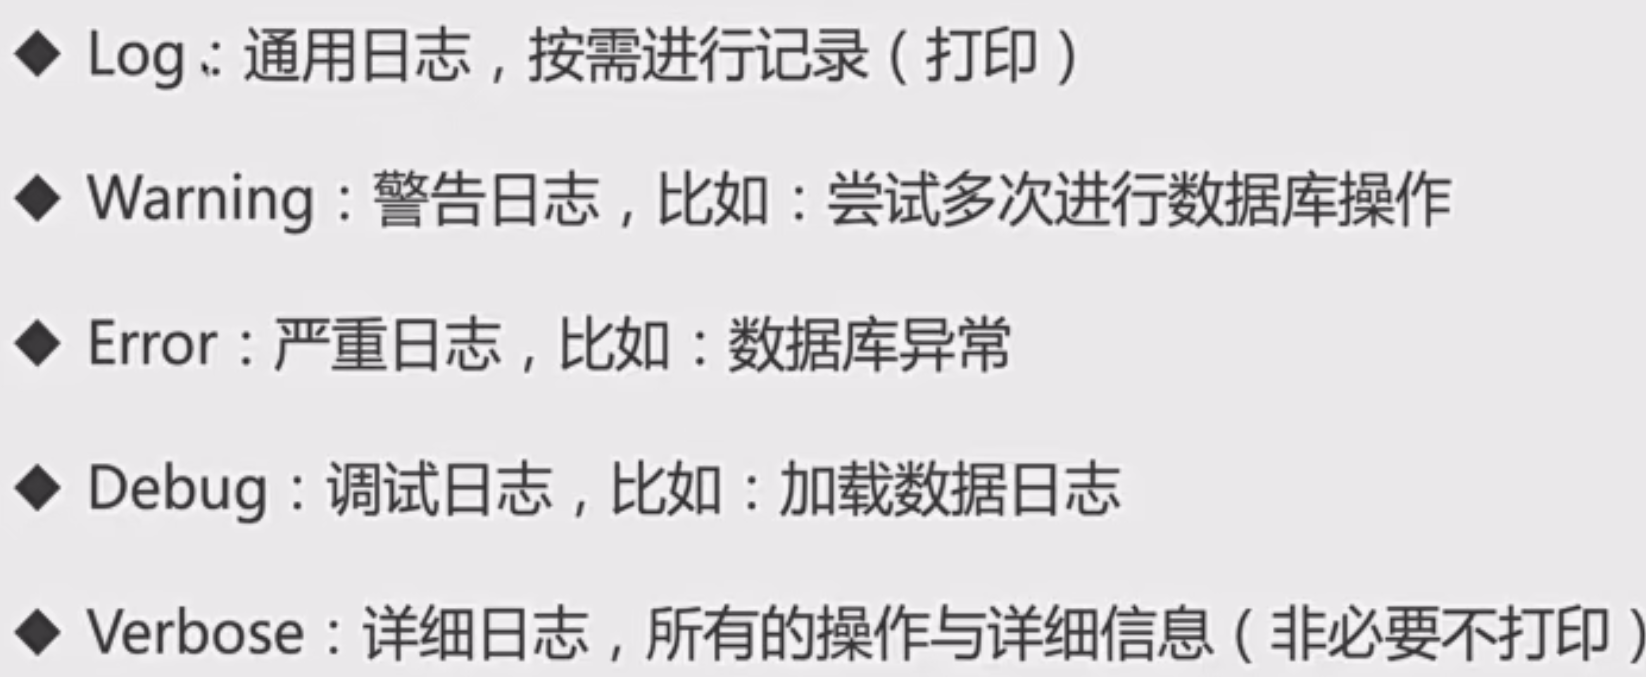 ◆ Log：通用日志，按需进行记录（打印）
◆ Warning：警告日志，比如：尝试多次进行数据库操作
◆ Error：严重日志，比如：数据库异常
◆ Debug：调试日志，比如：加载数据日志
◆ Verbose：详细日志，所有的操作与详细信息（非必要不打印）